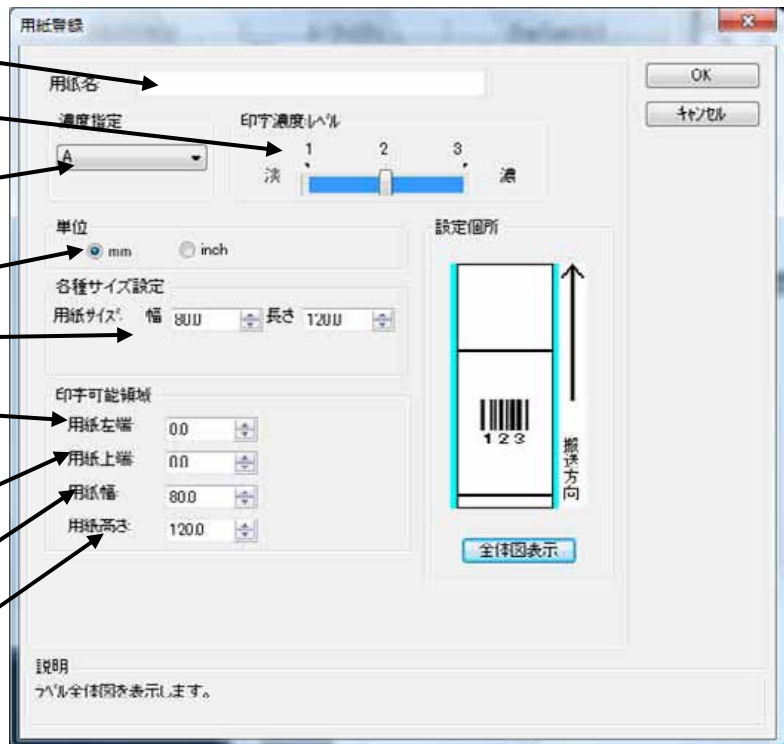 用紙登録
用紙名:
OK
キャンセル
濃度指定
A
印字濃度レベル
1 2 3
淡 濃
単位
mm inch
設定個所
各種サイズ設定
用紙サイズ: 幅 80.0 長さ 120.0
印字可能領域
用紙左端: 0.0
用紙上端: 0.0
用紙幅: 80.0
用紙高さ: 120.0
123
搬送方向
全体図表示
説明
ラベル全体図を表示します。